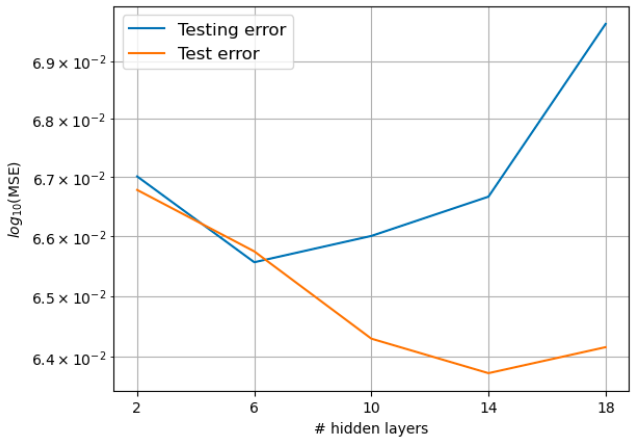 Testing error
Test error
6.9 × 10⁻²
6.8 × 10⁻²
6.7 × 10⁻²
6.6 × 10⁻²
6.5 × 10⁻²
6.4 × 10⁻²
log₁₀(MSE)
2 6 10 14 18
# hidden layers